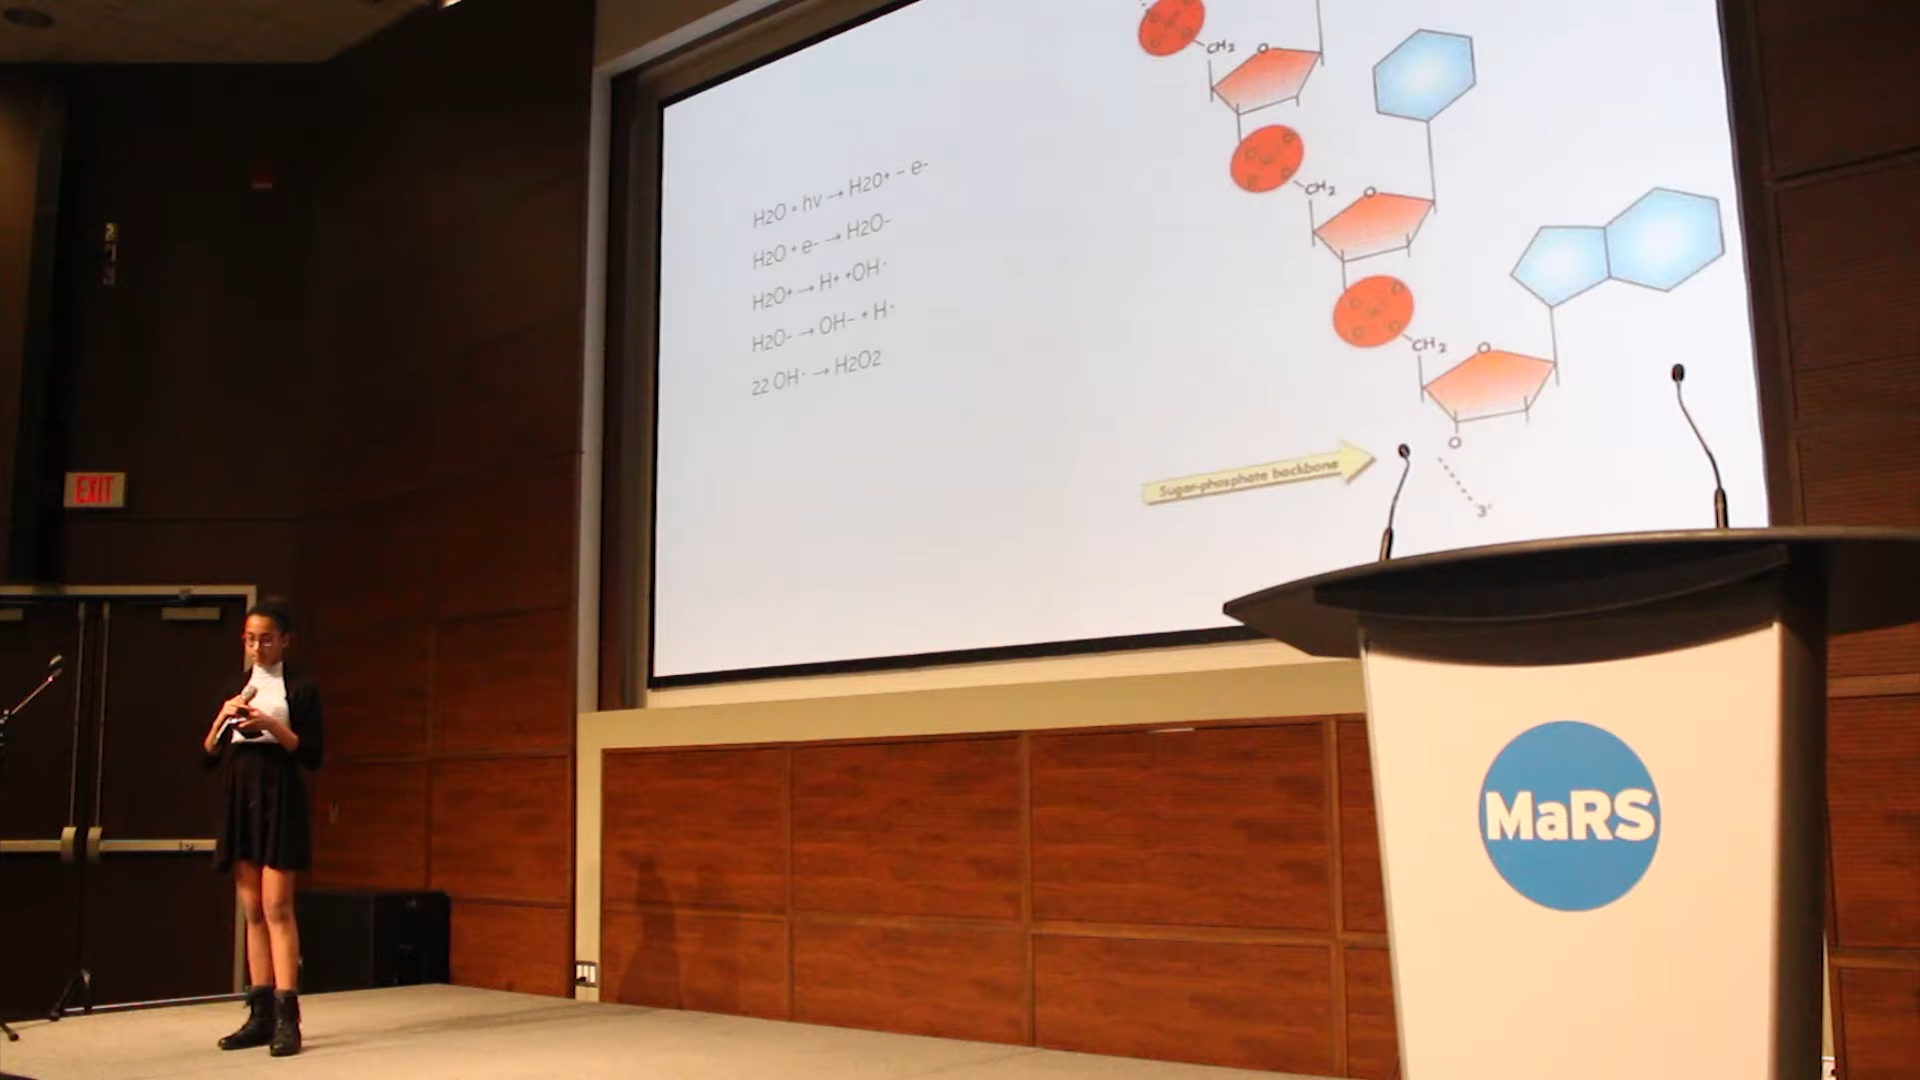 H2O + hv → H20+ - e-
H2O + e- → H2O-
H2O+ → H+ +OH·
H2O- → OH- + H·
22 OH· → H2O2
CH2
O
CH2
O
CH2
O
O
Sugar-phosphate backbone
3'
EXIT
MaRS